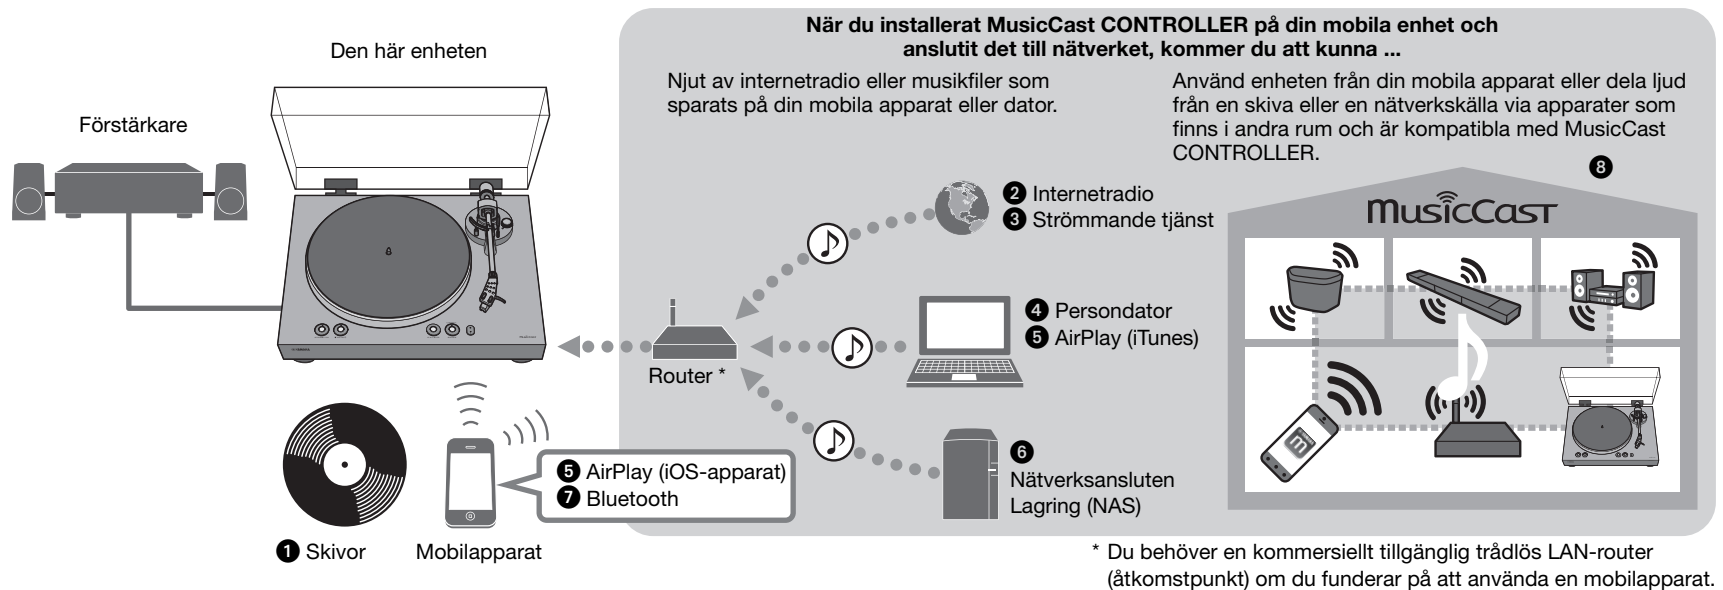 När du installerat MusicCast CONTROLLER på din mobila enhet och
anslutit det till nätverket, kommer du att kunna ...
Den här enheten
Förstärkare
Njut av internetradio eller musikfiler som
sparats på din mobila apparat eller dator.
Använd enheten från din mobila apparat eller dela ljud
från en skiva eller en nätverkskälla via apparater som
finns i andra rum och är kompatibla med MusicCast
CONTROLLER.
8
MusicCast
2 Internetradio
3 Strömmande tjänst
4 Persondator
5 AirPlay (iTunes)
Router *
6
Nätverksansluten
Lagring (NAS)
5 AirPlay (iOS-apparat)
7 Bluetooth
1 Skivor
Mobilapparat
* Du behöver en kommersiellt tillgänglig trådlös LAN-router
(åtkomstpunkt) om du funderar på att använda en mobilapparat.